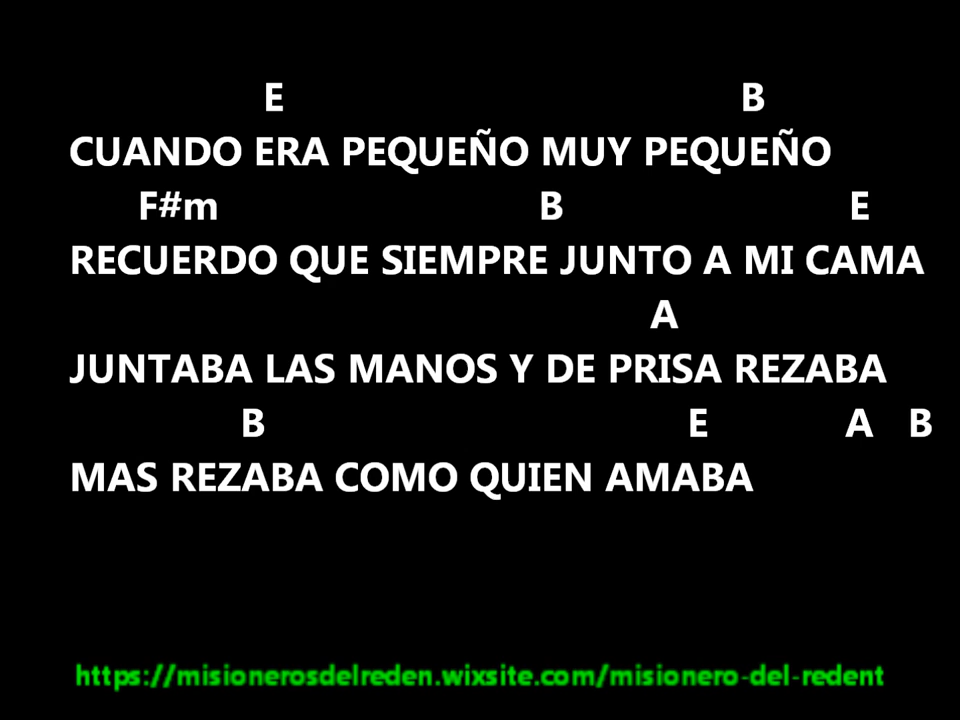 E B
CUANDO ERA PEQUEÑO MUY PEQUEÑO
F#m B E
RECUERDO QUE SIEMPRE JUNTO A MI CAMA
A
JUNTABA LAS MANOS Y DE PRISA REZABA
B E A B
MAS REZABA COMO QUIEN AMABA
https://misionerosdelreden.wixsite.com/misionero-del-redent